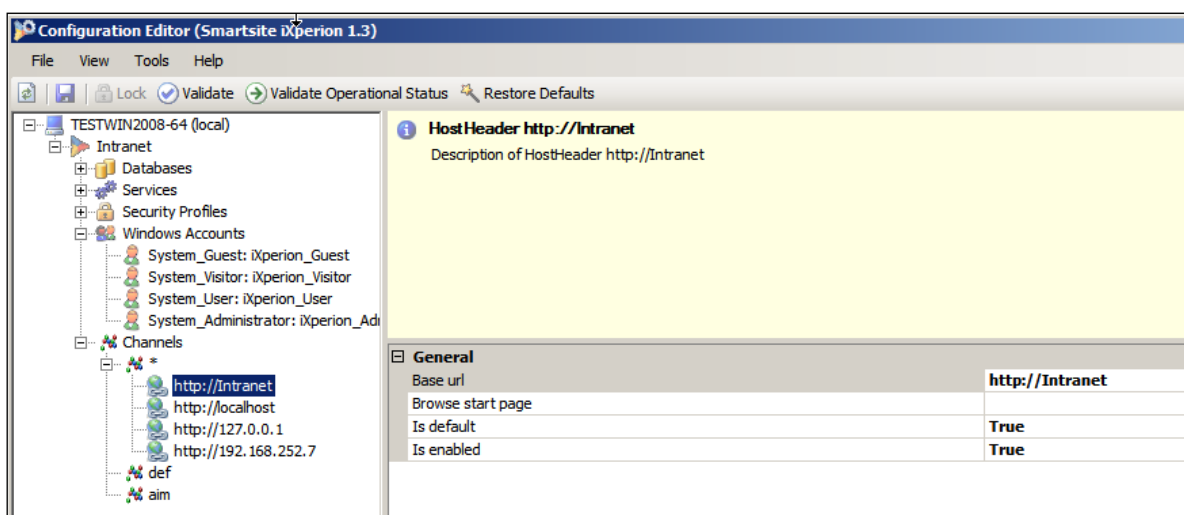 Configuration Editor (Smartsite iXperion 1.3)
File View Tools Help
Lock Validate Validate Operational Status Restore Defaults
TESTWIN2008-64 (local)
Intranet
Databases
Services
Security Profiles
Windows Accounts
System_Guest: iXperion_Guest
System_Visitor: iXperion_Visitor
System_User: iXperion_User
System_Administrator: iXperion_Adr
Channels
*
http://Intranet
http://localhost
http://127.0.0.1
http://192.168.252.7
def
aim
HostHeader http://Intranet
Description of HostHeader http://Intranet
General
Base url http://Intranet
Browse start page
Is default True
Is enabled True